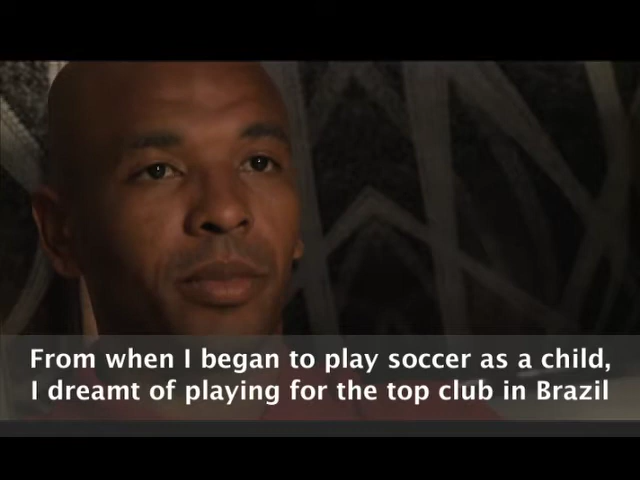 From when I began to play soccer as a child,
I dreamt of playing for the top club in Brazil